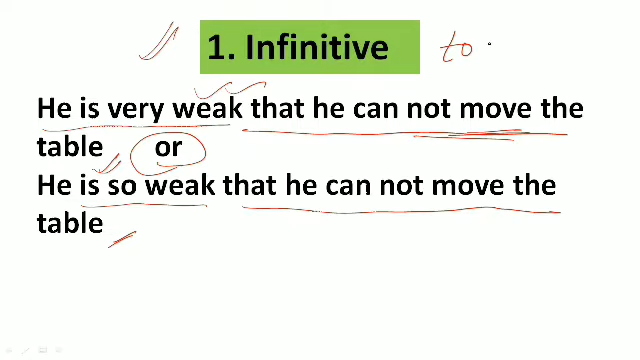 1. Infinitive to
He is very weak that he can not move the
table or
He is so weak that he can not move the
table